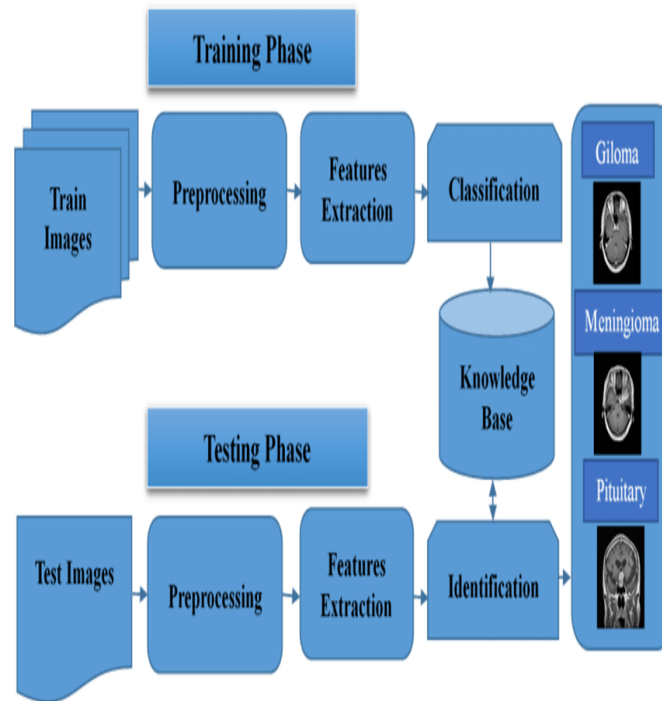 Training Phase
Train
Images
Preprocessing
Features
Extraction
Classification
Knowledge
Base
Testing Phase
Test Images
Preprocessing
Features
Extraction
Identification
Giloma
Meningioma
Pituitary